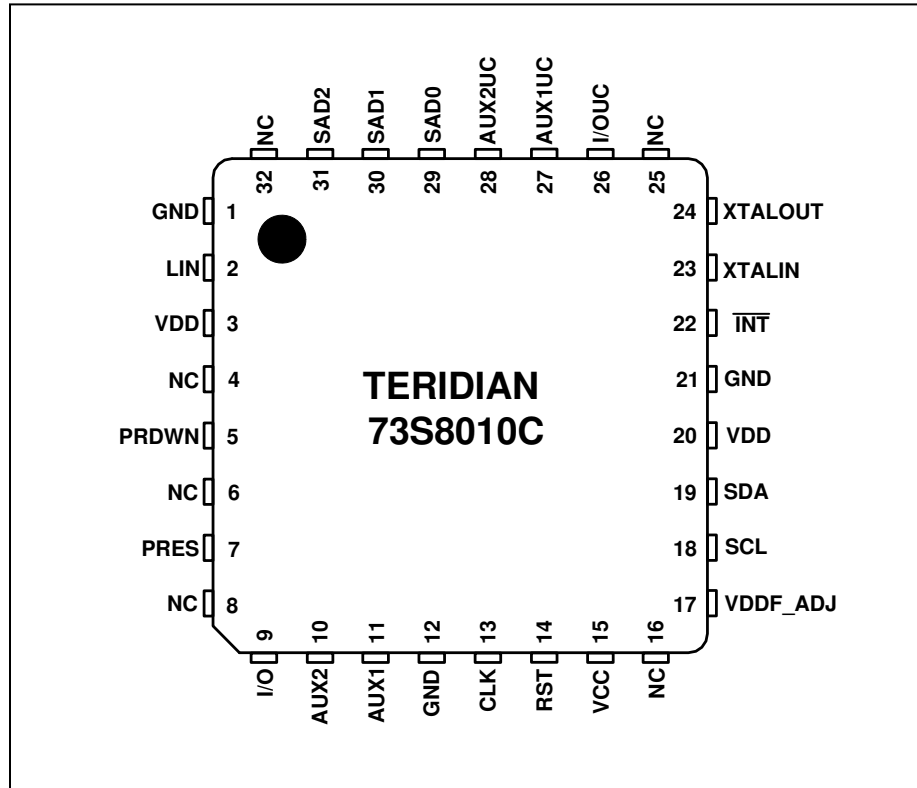 NC
SAD2
SAD1
SAD0
AUX2UC
AUX1UC
I/OUC
NC
32
31
30
29
28
27
26
25
GND 1
LIN 2
VDD 3
NC 4
PRDWN 5
NC 6
PRES 7
NC 8
TERIDIAN
73S8010C
24 XTALOUT
23 XTALIN
22 INT
21 GND
20 VDD
19 SDA
18 SCL
17 VDDF_ADJ
9
10
11
12
13
14
15
16
I/O
AUX2
AUX1
GND
CLK
RST
VCC
NC